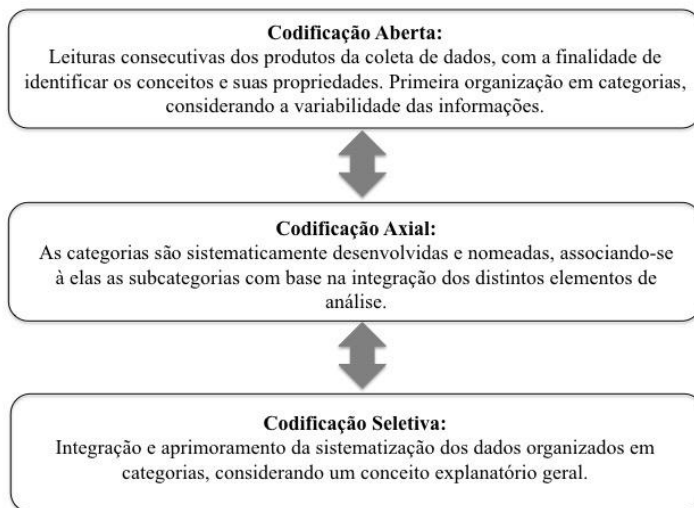 Codificação Aberta:
Leituras consecutivas dos produtos da coleta de dados, com a finalidade de
identificar os conceitos e suas propriedades. Primeira organização em categorias,
considerando a variabilidade das informações.
Codificação Axial:
As categorias são sistematicamente desenvolvidas e nomeadas, associando-se
à elas as subcategorias com base na integração dos distintos elementos de
análise.
Codificação Seletiva:
Integração e aprimoramento da sistematização dos dados organizados em
categorias, considerando um conceito explanatório geral.